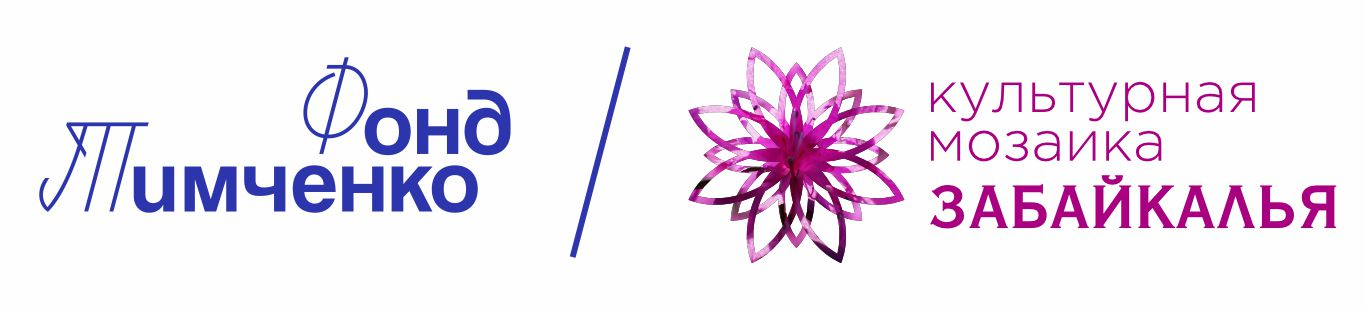 Фонд
Тимченко
культурная
мозаика
ЗАБАЙКАЛЬЯ